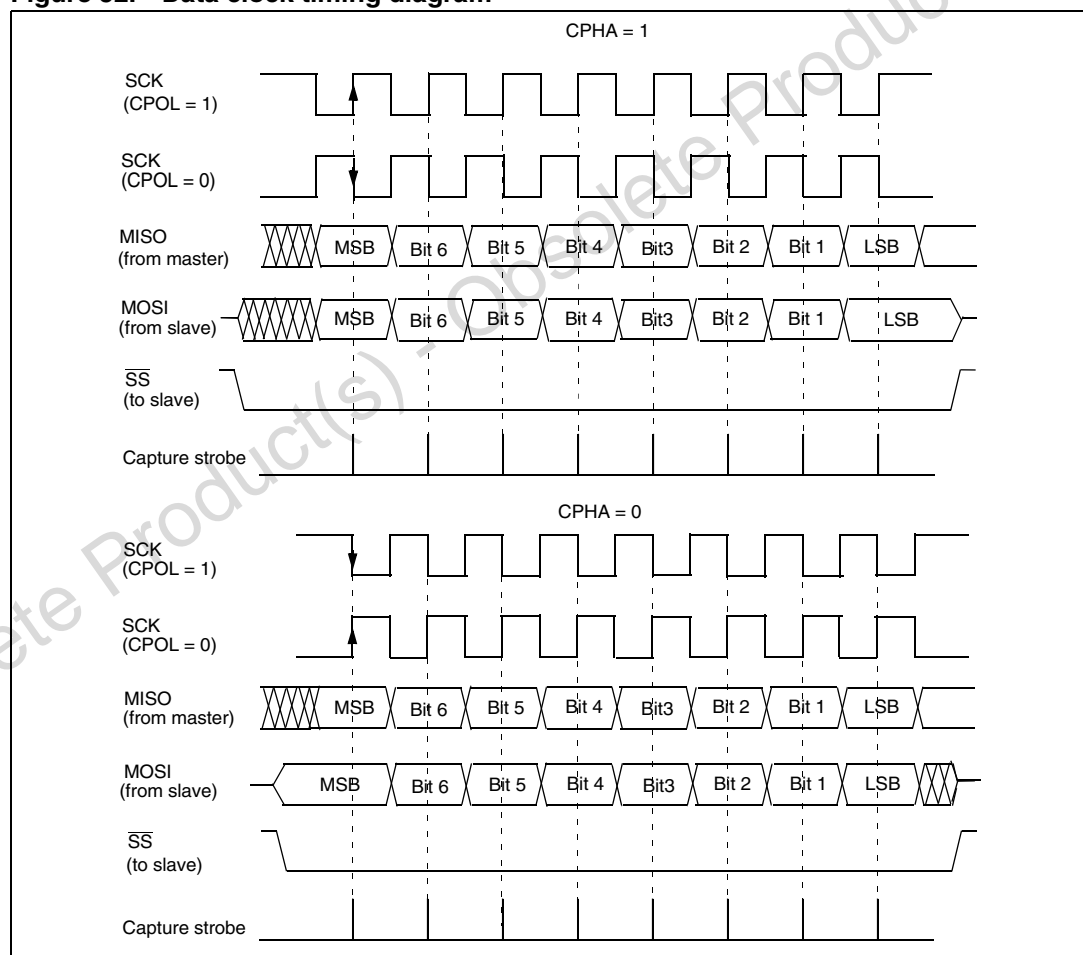 Figure 52. Data clock timing diagram
CPHA = 1
SCK
(CPOL = 1)
SCK
(CPOL = 0)
MISO
(from master)
MSB Bit 6 Bit 5 Bit 4 Bit3 Bit 2 Bit 1 LSB
MOSI
(from slave)
MSB Bit 6 Bit 5 Bit 4 Bit3 Bit 2 Bit 1 LSB
SS
(to slave)
Capture strobe
CPHA = 0
SCK
(CPOL = 1)
SCK
(CPOL = 0)
MISO
(from master)
MSB Bit 6 Bit 5 Bit 4 Bit3 Bit 2 Bit 1 LSB
MOSI
(from slave)
MSB Bit 6 Bit 5 Bit 4 Bit3 Bit 2 Bit 1 LSB
SS
(to slave)
Capture strobe
ete Product(s) - Obsolete Product